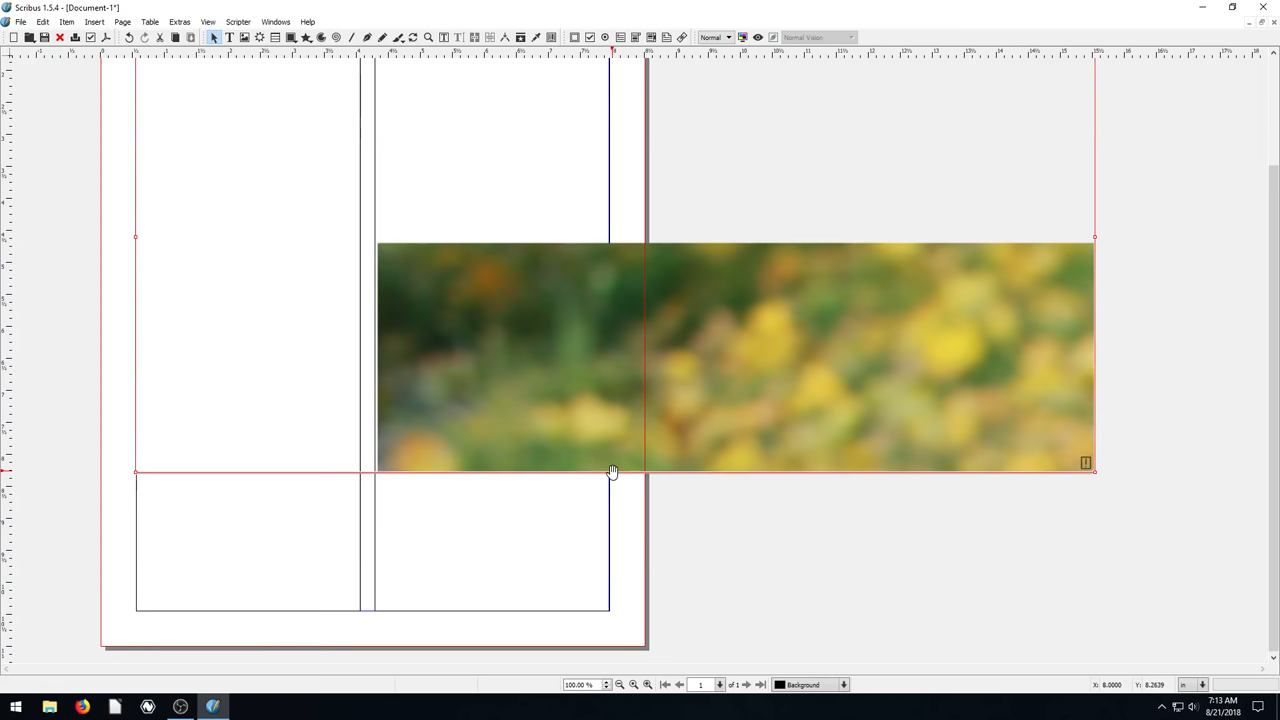 Scribus 1.5.4 - [Document-1*]
File Edit Item Insert Page Table Extras View Scripter Windows Help
Normal Normal Vision
100.00 % 1 of 1 Background X: 8.0000 Y: 8.2639 in
7:13 AM
8/21/2018